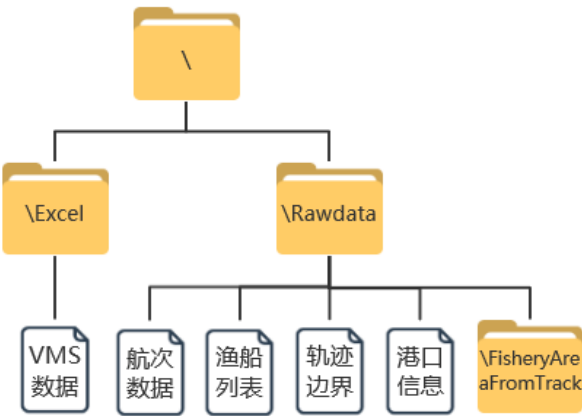 \
\Excel
\Rawdata
VMS
数据
航次
数据
渔船
列表
轨迹
边界
港口
信息
\FisheryAre
aFromTrack